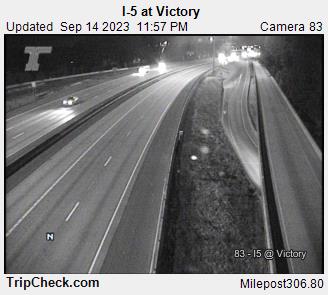 I-5 at Victory
Updated Sep 14 2023 11:57 PM Camera 83
T
N
83 - I5 @ Victory
TripCheck.com Milepost306.80